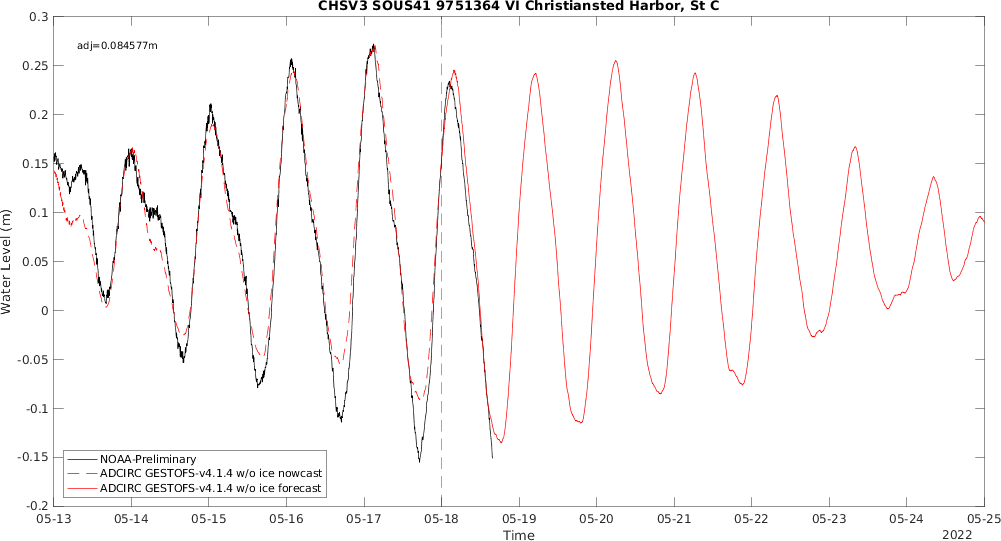 CHSV3 SOUS41 9751364 VI Christiansted Harbor, St C
adj=0.084577m
0.3
0.25
0.2
0.15
0.1
0.05
0
-0.05
-0.1
-0.15
-0.2
Water Level (m)
NOAA-Preliminary
ADCIRC GESTOFS-v4.1.4 w/o ice nowcast
ADCIRC GESTOFS-v4.1.4 w/o ice forecast
05-13 05-14 05-15 05-16 05-17 05-18 05-19 05-20 05-21 05-22 05-23 05-24 05-25
Time
2022